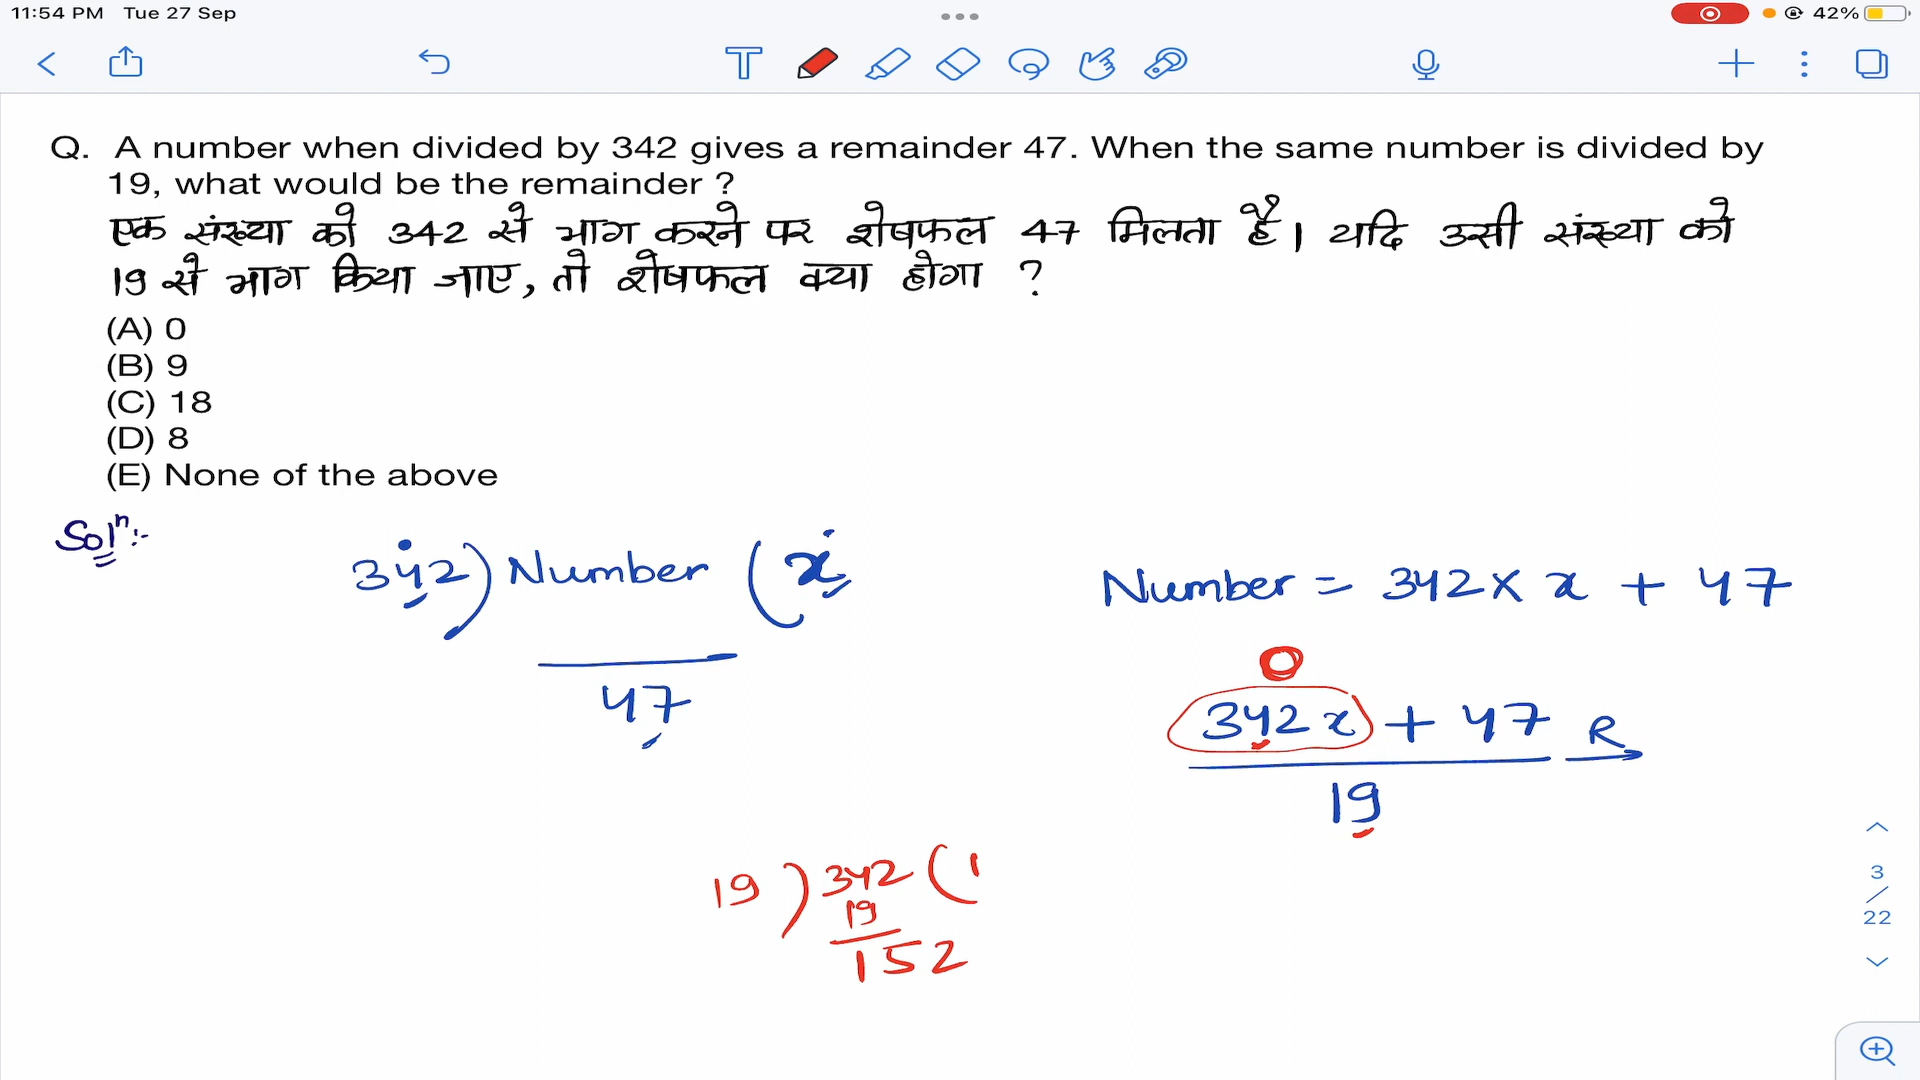 11:54 PM Tue 27 Sep
42%
Q. A number when divided by 342 gives a remainder 47. When the same number is divided by
19, what would be the remainder ?
एक संख्या को 342 से भाग करने पर शेषफल 47 मिलता है। यदि उसी संख्या को
19 से भाग किया जाए, तो शेषफल क्या होगा ?
(A) 0
(B) 9
(C) 18
(D) 8
(E) None of the above
Solⁿ:-
342) Number (x
47
Number = 342 × x + 47
0
342x + 47 R
19
19 ) 342 ( 1
19
152
3
/
22